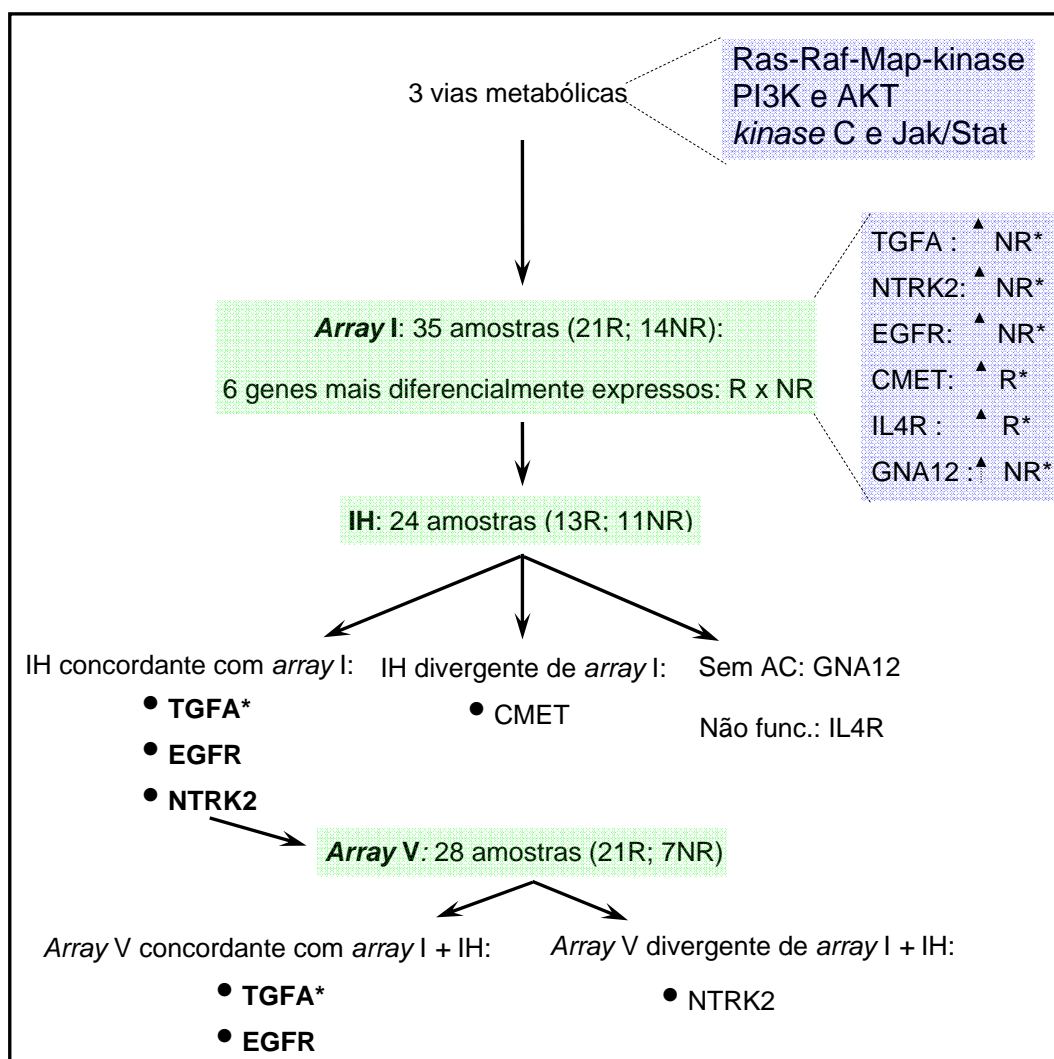 3 vias metabólicas
Ras-Raf-Map-kinase
PI3K e AKT
kinase C e Jak/Stat
Array I: 35 amostras (21R; 14NR):
6 genes mais diferencialmente expressos: R x NR
TGFA : ▲ NR*
NTRK2: ▲ NR*
EGFR: ▲ NR*
CMET: ▲ R*
IL4R : ▲ R*
GNA12 : ▲ NR*
IH: 24 amostras (13R; 11NR)
IH concordante com array I:
• TGFA*
• EGFR
• NTRK2
IH divergente de array I:
• CMET
Sem AC: GNA12
Não func.: IL4R
Array V: 28 amostras (21R; 7NR)
Array V concordante com array I + IH:
• TGFA*
• EGFR
Array V divergente de array I + IH:
• NTRK2